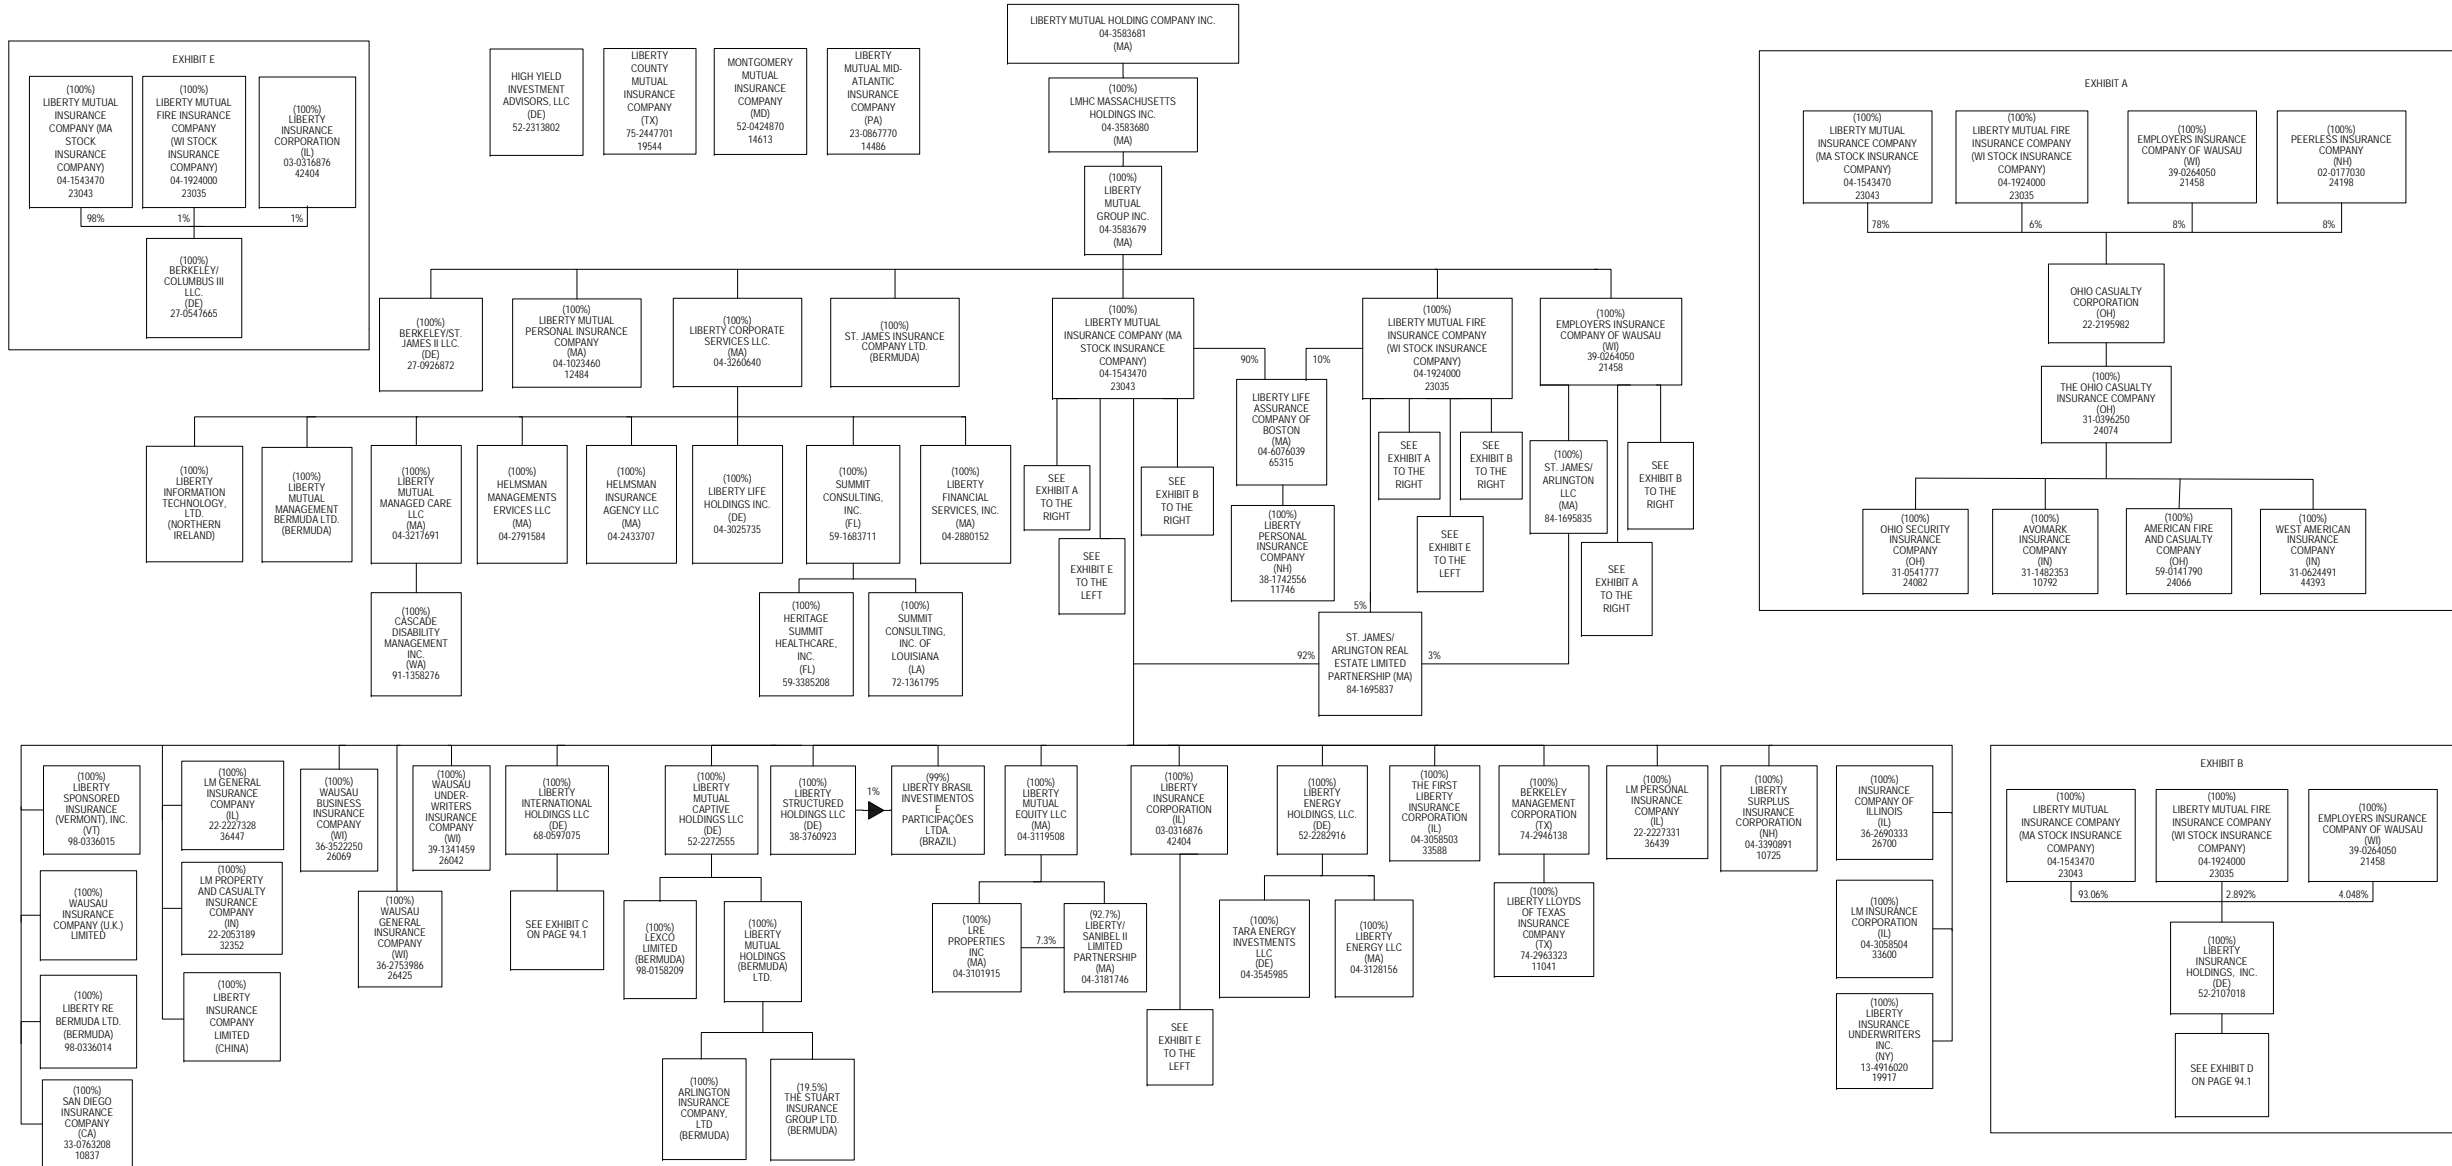 LIBERTY MUTUAL HOLDING COMPANY INC.
04-3583681
(MA)
EXHIBIT E
(100%)
LIBERTY MUTUAL
INSURANCE
COMPANY (MA
STOCK
INSURANCE
COMPANY)
04-1543470
23043
(100%)
LIBERTY MUTUAL
FIRE INSURANCE
COMPANY
(WI STOCK
INSURANCE
COMPANY)
04-1924000
23035
(100%)
LIBERTY
INSURANCE
CORPORATION
(IL)
03-0316876
42404
98%
1%
1%
(100%)
BERKELEY/
COLUMBUS III
LLC.
(DE)
27-0547665
HIGH YIELD
INVESTMENT
ADVISORS, LLC
(DE)
52-2313802
LIBERTY
COUNTY
MUTUAL
INSURANCE
COMPANY
(TX)
75-2447701
19544
MONTGOMERY
MUTUAL
INSURANCE
COMPANY
(MD)
52-0424870
14613
LIBERTY
MUTUAL MID-
ATLANTIC
INSURANCE
COMPANY
(PA)
23-0867770
14486
(100%)
LMHC MASSACHUSETTS
HOLDINGS INC.
04-3583680
(MA)
(100%)
LIBERTY
MUTUAL
GROUP INC.
04-3583679
(MA)
EXHIBIT A
(100%)
LIBERTY MUTUAL
INSURANCE COMPANY
(MA STOCK INSURANCE
COMPANY)
04-1543470
23043
(100%)
LIBERTY MUTUAL FIRE
INSURANCE COMPANY
(WI STOCK INSURANCE
COMPANY)
04-1924000
23035
(100%)
EMPLOYERS INSURANCE
COMPANY OF WAUSAU
(WI)
39-0264050
21458
(100%)
PEERLESS INSURANCE
COMPANY
(NH)
02-0177030
24198
78%
6%
8%
8%
OHIO CASUALTY
CORPORATION
(OH)
22-2195982
(100%)
THE OHIO CASUALTY
INSURANCE COMPANY
(OH)
31-0396250
24074
(100%)
OHIO SECURITY
INSURANCE
COMPANY
(OH)
31-0541777
24082
(100%)
AVOMARK
INSURANCE
COMPANY
(IN)
31-1482353
10792
(100%)
AMERICAN FIRE
AND CASUALTY
COMPANY
(OH)
59-0141790
24066
(100%)
WEST AMERICAN
INSURANCE
COMPANY
(IN)
31-0624491
44393
(100%)
BERKELEY/ST.
JAMES II LLC.
(DE)
27-0926872
(100%)
LIBERTY MUTUAL
PERSONAL INSURANCE
COMPANY
(MA)
04-1023460
12484
(100%)
LIBERTY CORPORATE
SERVICES LLC.
(MA)
04-3260640
(100%)
ST. JAMES INSURANCE
COMPANY LTD.
(BERMUDA)
(100%)
LIBERTY MUTUAL
INSURANCE COMPANY (MA
STOCK INSURANCE
COMPANY)
04-1543470
23043
(100%)
LIBERTY MUTUAL FIRE
INSURANCE COMPANY
(WI STOCK INSURANCE
COMPANY)
04-1924000
23035
(100%)
EMPLOYERS INSURANCE
COMPANY OF WAUSAU
(WI)
39-0264050
21458
90%
10%
LIBERTY LIFE
ASSURANCE
COMPANY OF
BOSTON
(MA)
04-6076039
65315
(100%)
LIBERTY
PERSONAL
INSURANCE
COMPANY
(NH)
38-1742556
11746
(100%)
LIBERTY
INFORMATION
TECHNOLOGY,
LTD.
(NORTHERN
IRELAND)
(100%)
LIBERTY
MUTUAL
MANAGEMENT
BERMUDA LTD.
(BERMUDA)
(100%)
LIBERTY
MUTUAL
MANAGED CARE
LLC
(MA)
04-3217691
(100%)
HELMSMAN
MANAGEMENTS
ERVICES LLC
(MA)
04-2791584
(100%)
HELMSMAN
INSURANCE
AGENCY LLC
(MA)
04-2433707
(100%)
LIBERTY LIFE
HOLDINGS INC.
(DE)
04-3025735
(100%)
SUMMIT
CONSULTING,
INC.
(FL)
59-1683711
(100%)
LIBERTY
FINANCIAL
SERVICES, INC.
(MA)
04-2880152
(100%)
CASCADE
DISABILITY
MANAGEMENT
INC.
(WA)
91-1358276
(100%)
HERITAGE
SUMMIT
HEALTHCARE,
INC.
(FL)
59-3385208
(100%)
SUMMIT
CONSULTING,
INC. OF
LOUISIANA
(LA)
72-1361795
SEE
EXHIBIT A
TO THE
RIGHT
SEE
EXHIBIT E
TO THE
LEFT
SEE
EXHIBIT B
TO THE
RIGHT
SEE
EXHIBIT A
TO THE
RIGHT
SEE
EXHIBIT B
TO THE
RIGHT
SEE
EXHIBIT E
TO THE
LEFT
(100%)
ST. JAMES/
ARLINGTON
LLC
(MA)
84-1695835
SEE
EXHIBIT B
TO THE
RIGHT
SEE
EXHIBIT A
TO THE
RIGHT
5%
92%
3%
ST. JAMES/
ARLINGTON REAL
ESTATE LIMITED
PARTNERSHIP (MA)
84-1695837
(100%)
LIBERTY
SPONSORED
INSURANCE
(VERMONT), INC.
(VT)
98-0336015
(100%)
WAUSAU
INSURANCE
COMPANY (U.K.)
LIMITED
(100%)
LIBERTY RE
BERMUDA LTD.
(BERMUDA)
98-0336014
(100%)
SAN DIEGO
INSURANCE
COMPANY
(CA)
33-0763208
10837
(100%)
LM GENERAL
INSURANCE
COMPANY
(IL)
22-2227328
36447
(100%)
LM PROPERTY
AND CASUALTY
INSURANCE
COMPANY
(IN)
22-2053189
32352
(100%)
LIBERTY
INSURANCE
COMPANY
LIMITED
(CHINA)
(100%)
WAUSAU
BUSINESS
INSURANCE
COMPANY
(WI)
36-3522250
26069
(100%)
WAUSAU
GENERAL
INSURANCE
COMPANY
(WI)
36-2753986
26425
(100%)
WAUSAU
UNDER-
WRITERS
INSURANCE
COMPANY
(WI)
39-1341459
26042
(100%)
LIBERTY
INTERNATIONAL
HOLDINGS LLC
(DE)
68-0597075
SEE EXHIBIT C
ON PAGE 94.1
(100%)
LIBERTY
MUTUAL
CAPTIVE
HOLDINGS LLC
(DE)
52-2272555
(100%)
LEXCO
LIMITED
(BERMUDA)
98-0158209
(100%)
LIBERTY
MUTUAL
HOLDINGS
(BERMUDA)
LTD.
(100%)
ARLINGTON
INSURANCE
COMPANY,
LTD
(BERMUDA)
(19.5%)
THE STUART
INSURANCE
GROUP LTD.
(BERMUDA)
(100%)
LIBERTY
STRUCTURED
HOLDINGS LLC
(DE)
38-3760923
1%
(99%)
LIBERTY BRASIL
INVESTIMENTOS
E
PARTICIPAÇÕES
LTDA.
(BRAZIL)
(100%)
LIBERTY
MUTUAL
EQUITY LLC
(MA)
04-3119508
(100%)
LRE
PROPERTIES
INC
(MA)
04-3101915
7.3%
(92.7%)
LIBERTY/
SANIBEL II
LIMITED
PARTNERSHIP
(MA)
04-3181746
(100%)
LIBERTY
INSURANCE
CORPORATION
(IL)
03-0316876
42404
SEE
EXHIBIT E
TO THE
LEFT
(100%)
LIBERTY
ENERGY
HOLDINGS, LLC.
(DE)
52-2282916
(100%)
TARA ENERGY
INVESTMENTS
LLC
(DE)
04-3545985
(100%)
LIBERTY
ENERGY LLC
(MA)
04-3128156
(100%)
THE FIRST
LIBERTY
INSURANCE
CORPORATION
(IL)
04-3058503
33588
(100%)
BERKELEY
MANAGEMENT
CORPORATION
(TX)
74-2946138
(100%)
LIBERTY LLOYDS
OF TEXAS
INSURANCE
COMPANY
(TX)
74-2963323
11041
(100%)
LM PERSONAL
INSURANCE
COMPANY
(IL)
22-2227331
36439
(100%)
LIBERTY
SURPLUS
INSURANCE
CORPORATION
(NH)
04-3390891
10725
(100%)
INSURANCE
COMPANY OF
ILLINOIS
(IL)
36-2690333
26700
(100%)
LM INSURANCE
CORPORATION
(IL)
04-3058504
33600
(100%)
LIBERTY
INSURANCE
UNDERWRITERS
INC.
(NY)
13-4916020
19917
EXHIBIT B
(100%)
LIBERTY MUTUAL
INSURANCE COMPANY
(MA STOCK INSURANCE
COMPANY)
04-1543470
23043
(100%)
LIBERTY MUTUAL FIRE
INSURANCE COMPANY
(WI STOCK INSURANCE
COMPANY)
04-1924000
23035
(100%)
EMPLOYERS INSURANCE
COMPANY OF WAUSAU
(WI)
39-0264050
21458
93.06%
2.892%
4.048%
(100%)
LIBERTY
INSURANCE
HOLDINGS, INC.
(DE)
52-2107018
SEE EXHIBIT D
ON PAGE 94.1